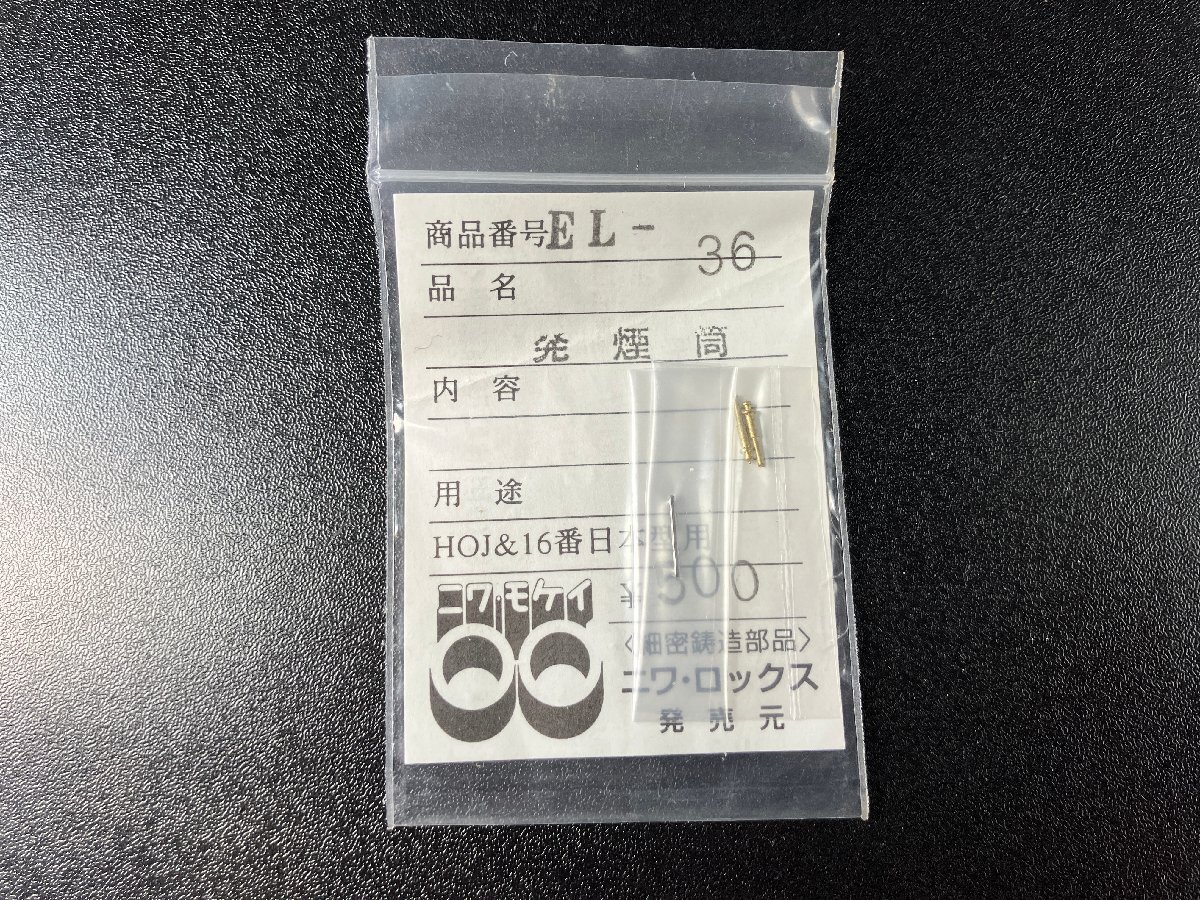 商品番号EL-36
品 名
発 煙 筒
内 容
用 途
HOJ&16番日本型用
¥500
ニワ・モケイ
〈細密鋳造部品〉
ニワ・ロックス
発 売 元